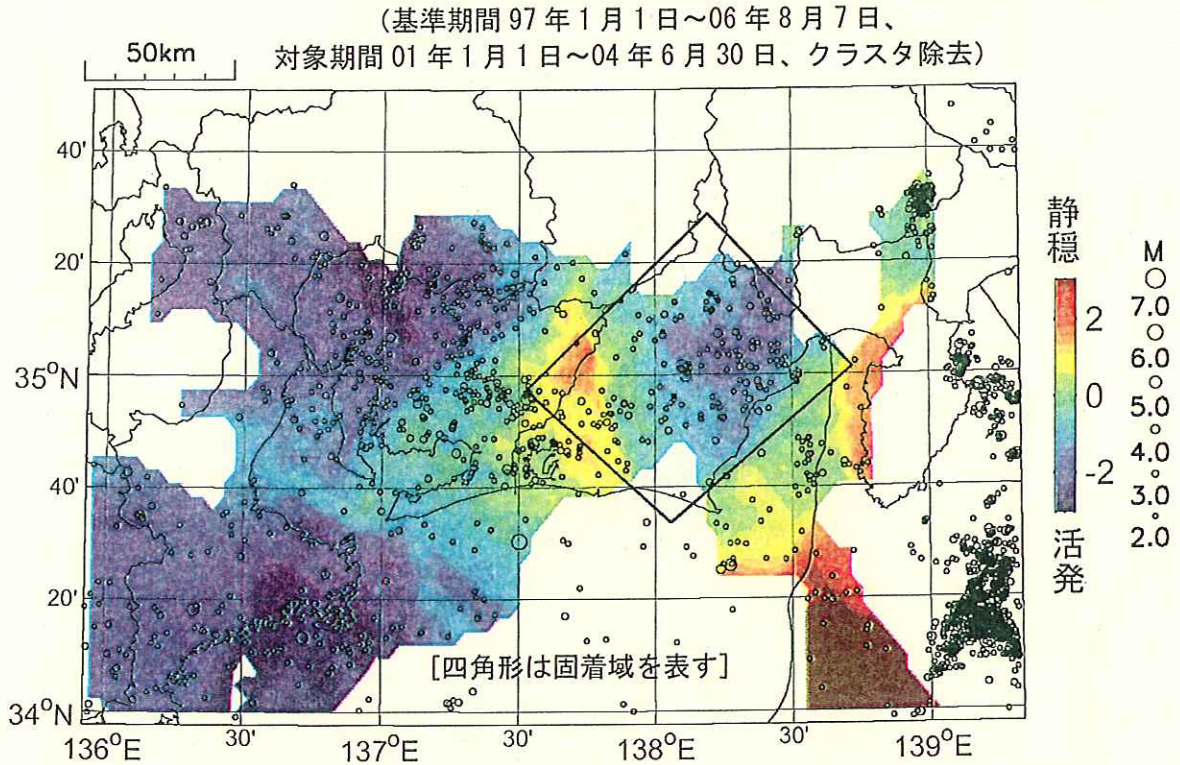 (基準期間 97 年 1 月 1 日～06 年 8 月 7 日、
対象期間 01 年 1 月 1 日～04 年 6 月 30 日、クラスタ除去)
50km
40'
20'
35°N
40'
20'
34°N
136°E
30'
137°E
30'
138°E
30'
139°E
[四角形は固着域を表す]
静穏
2
0
-2
活発
M
7.0
6.0
5.0
4.0
3.0
2.0